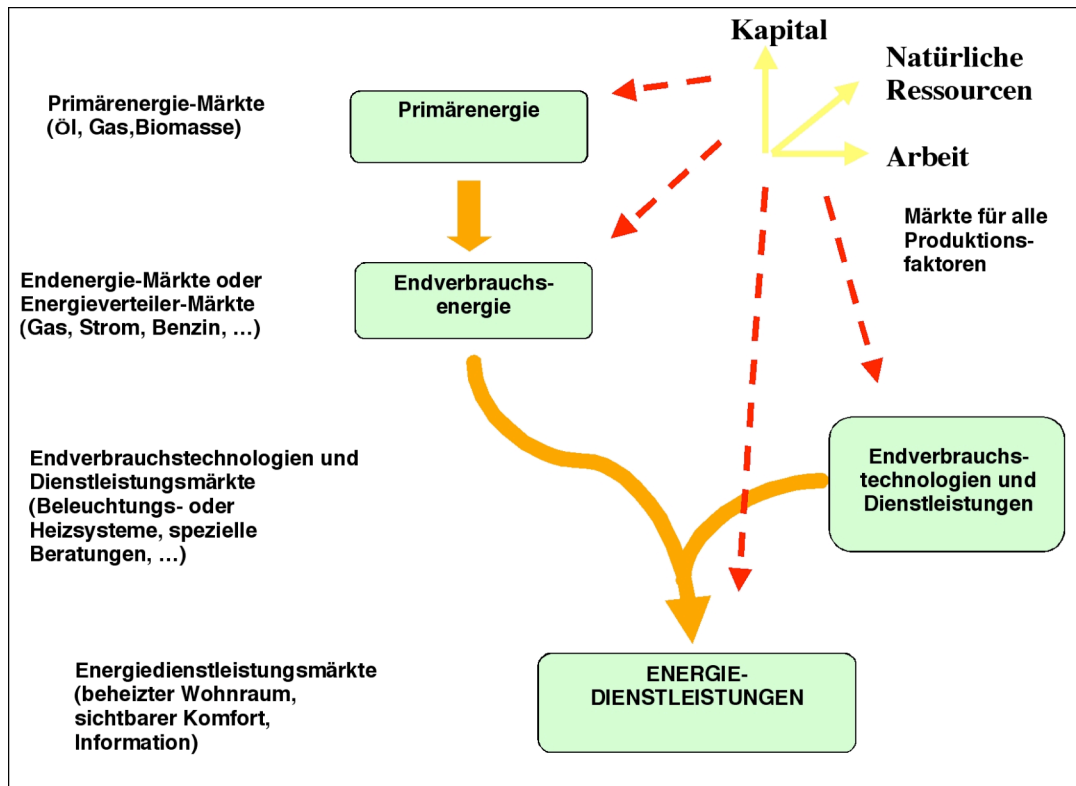 Kapital
Natürliche
Ressourcen
Arbeit
Märkte für alle
Produktions-
faktoren
Primärenergie-Märkte
(Öl, Gas,Biomasse)
Primärenergie
Endenergie-Märkte oder
Energieverteiler-Märkte
(Gas, Strom, Benzin, ...)
Endverbrauchs-
energie
Endverbrauchstechnologien und
Dienstleistungsmärkte
(Beleuchtungs- oder
Heizsysteme, spezielle
Beratungen, ...)
Endverbrauchs-
technologien und
Dienstleistungen
Energiedienstleistungsmärkte
(beheizter Wohnraum,
sichtbarer Komfort,
Information)
ENERGIE-
DIENSTLEISTUNGEN